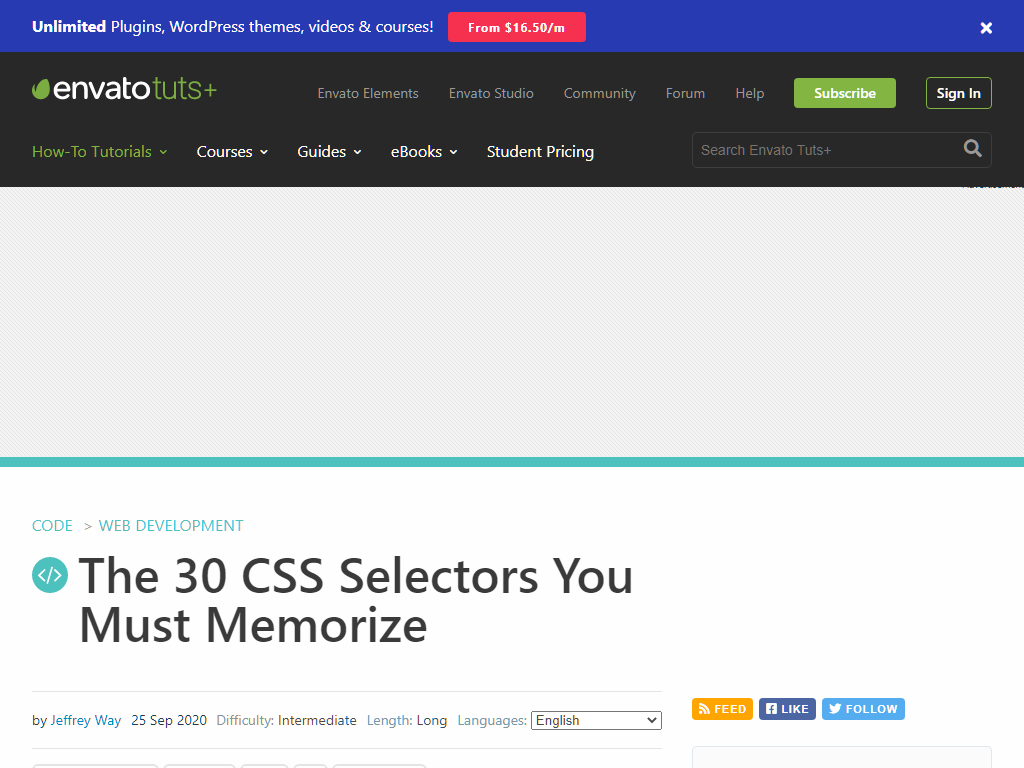 Unlimited Plugins, WordPress themes, videos & courses! From $16.50/m
envato tuts+
Envato Elements Envato Studio Community Forum Help Subscribe Sign In
How-To Tutorials Courses Guides eBooks Student Pricing Search Envato Tuts+
CODE > WEB DEVELOPMENT
The 30 CSS Selectors You
Must Memorize
by Jeffrey Way 25 Sep 2020 Difficulty: Intermediate Length: Long Languages: English
FEED LIKE FOLLOW